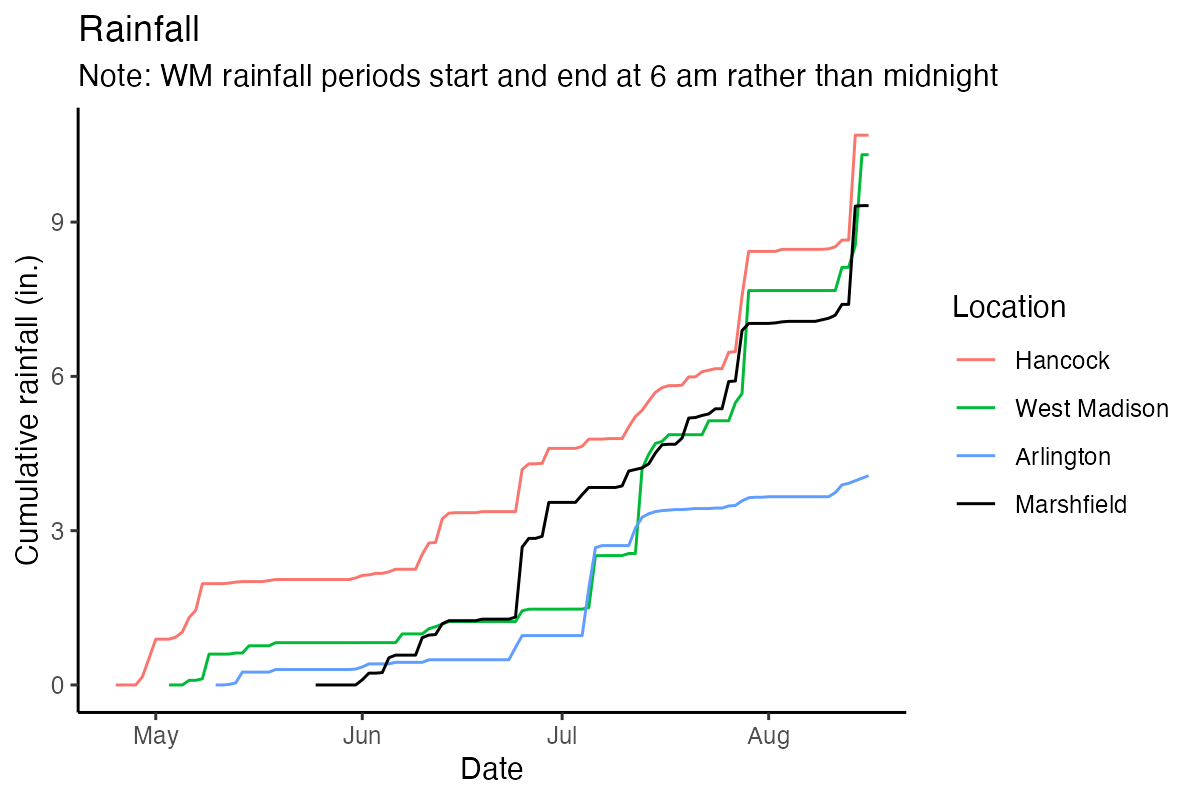 Rainfall
Note: WM rainfall periods start and end at 6 am rather than midnight
Cumulative rainfall (in.)
9
6
3
0
May Jun Jul Aug
Date
Location
Hancock
West Madison
Arlington
Marshfield